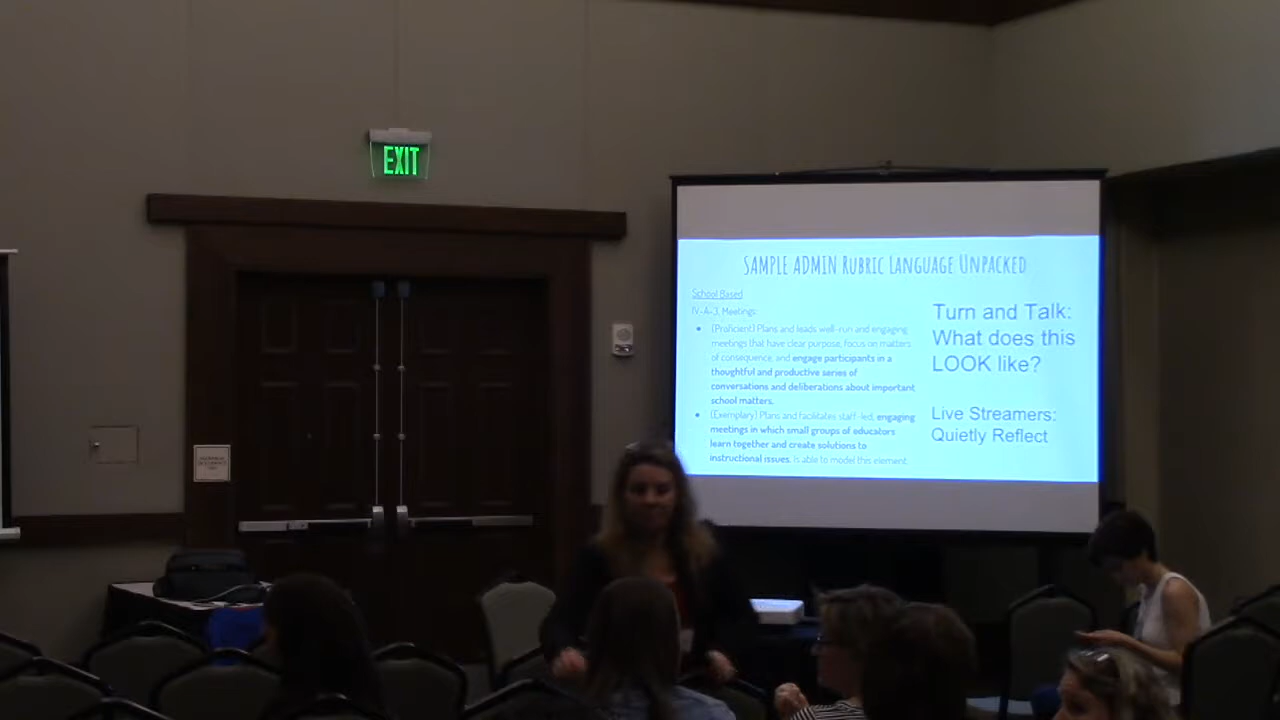 EXIT
SAMPLE ADMIN RUBRIC LANGUAGE UNPACKED
School Based
IV-A-3, Meetings:
• (Proficient) Plans and leads well-run and engaging
meetings that have clear purpose, focus on matters
of consequence, and engage participants in a
thoughtful and productive series of
conversations and deliberations about important
school matters.
• (Exemplary) Plans and facilitates staff-led, engaging
meetings in which small groups of educators
learn together and create solutions to
instructional issues. Is able to model this element.
Turn and Talk:
What does this
LOOK like?
Live Streamers:
Quietly Reflect